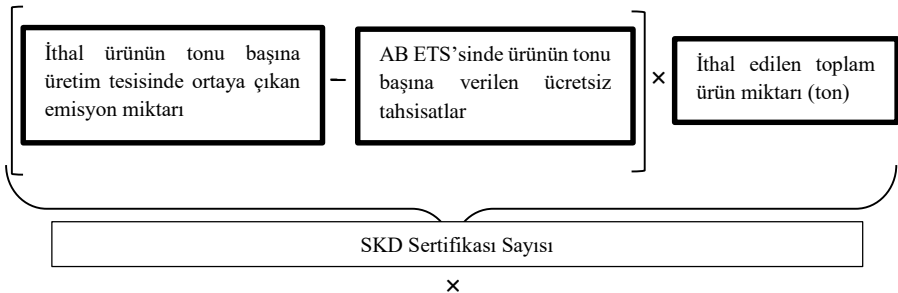 İthal ürünün tonu başına
üretim tesisinde ortaya çıkan
emisyon miktarı
–
AB ETS’sinde ürünün tonu
başına verilen ücretsiz
tahsisatlar
×
İthal edilen toplam
ürün miktarı (ton)
SKD Sertifikası Sayısı
×